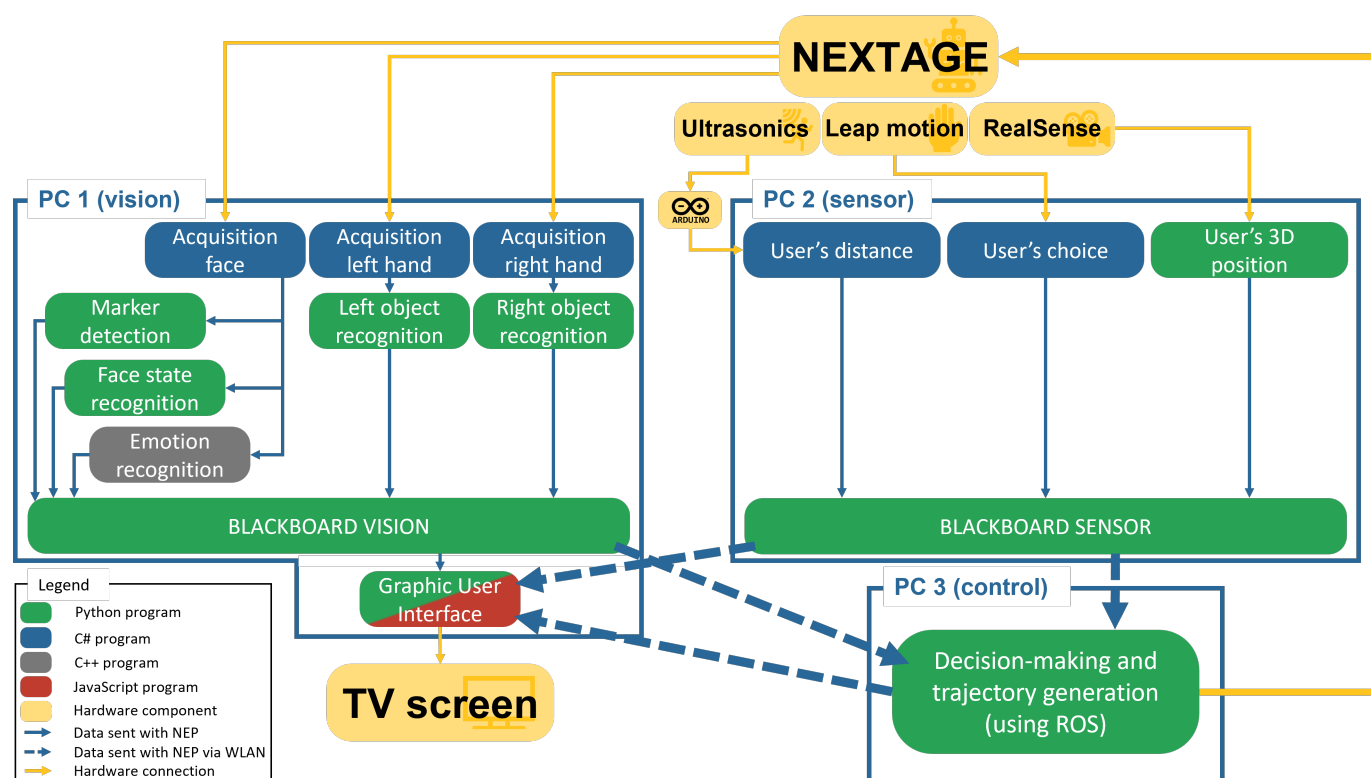 NEXTAGE
Ultrasonics
Leap motion
RealSense
PC 1 (vision)
ARDUINO
PC 2 (sensor)
Acquisition
face
Acquisition
left hand
Acquisition
right hand
User's distance
User's choice
User's 3D
position
Marker
detection
Left object
recognition
Right object
recognition
Face state
recognition
Emotion
recognition
BLACKBOARD VISION
BLACKBOARD SENSOR
Graphic User
Interface
PC 3 (control)
Decision-making and
trajectory generation
(using ROS)
TV screen
Legend
Python program
C# program
C++ program
JavaScript program
Hardware component
Data sent with NEP
Data sent with NEP via WLAN
Hardware connection